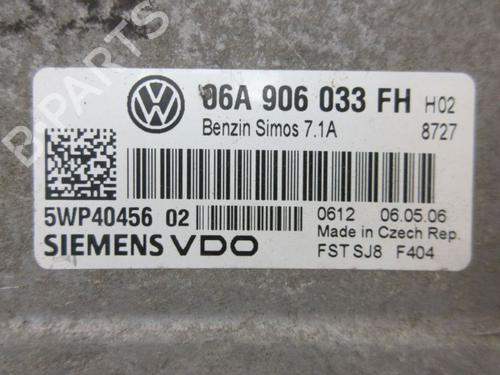 B-PARTS
06A 906 033 FH H02
Benzin Simos 7.1A 8727
5WP40456 02
0612 06.05.06
SIEMENS VDO
Made in Czech Rep.
FST SJ8 F404